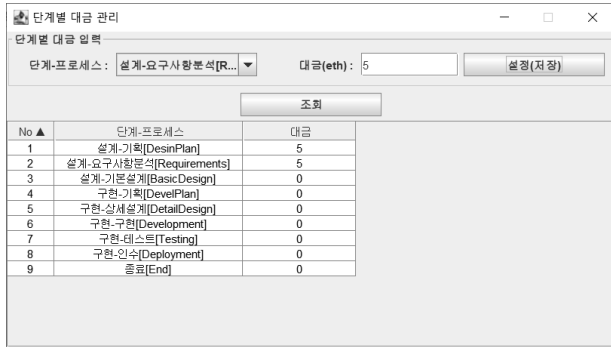 단계별 대금 관리
단계별 대금 입력
단계-프로세스 : 설계-요구사항분석[R... 대금(eth) : 5 설정(저장)
조회
No ▲ 단계-프로세스 대금
1 설계-기획[DesinPlan] 5
2 설계-요구사항분석[Requirements] 5
3 설계-기본설계[BasicDesign] 0
4 구현-기획[DevelPlan] 0
5 구현-상세설계[DetailDesign] 0
6 구현-구현[Development] 0
7 구현-테스트[Testing] 0
8 구현-인수[Deployment] 0
9 종료[End] 0